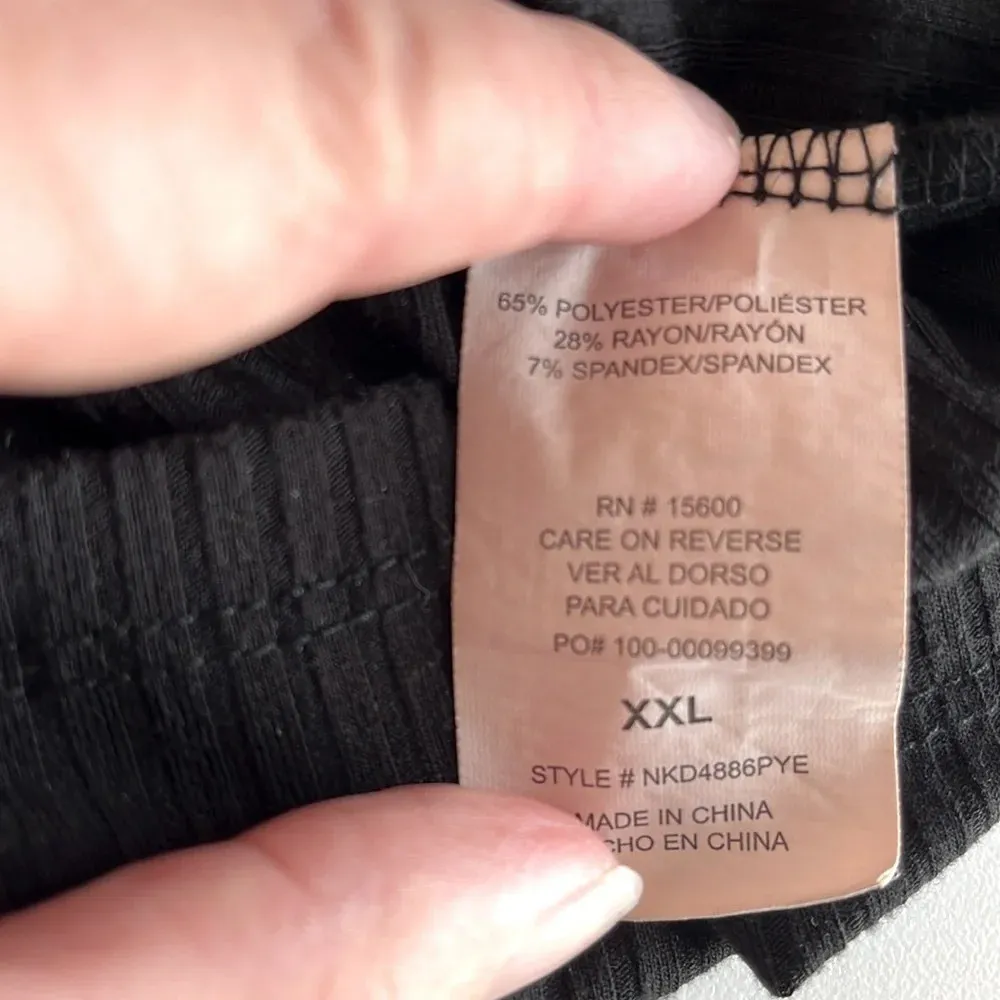 65% POLYESTER/POLIÉSTER
28% RAYON/RAYÓN
7% SPANDEX/SPANDEX
RN # 15600
CARE ON REVERSE
VER AL DORSO
PARA CUIDADO
PO# 100-00099399
XXL
STYLE # NKD4886PYE
MADE IN CHINA
CHO EN CHINA